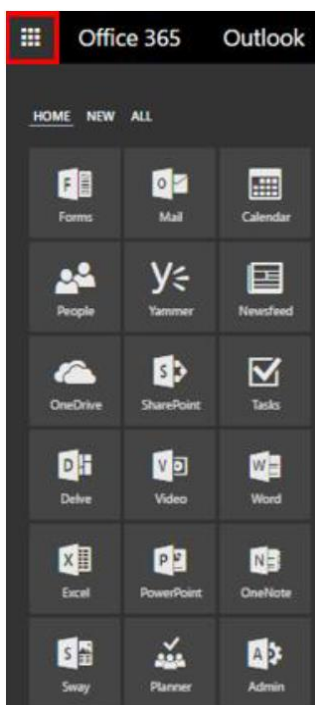 Office 365 Outlook
HOME NEW ALL
Forms Mail Calendar
People Yammer Newsfeed
OneDrive SharePoint Tasks
Delve Video Word
Excel PowerPoint OneNote
Sway Planner Admin